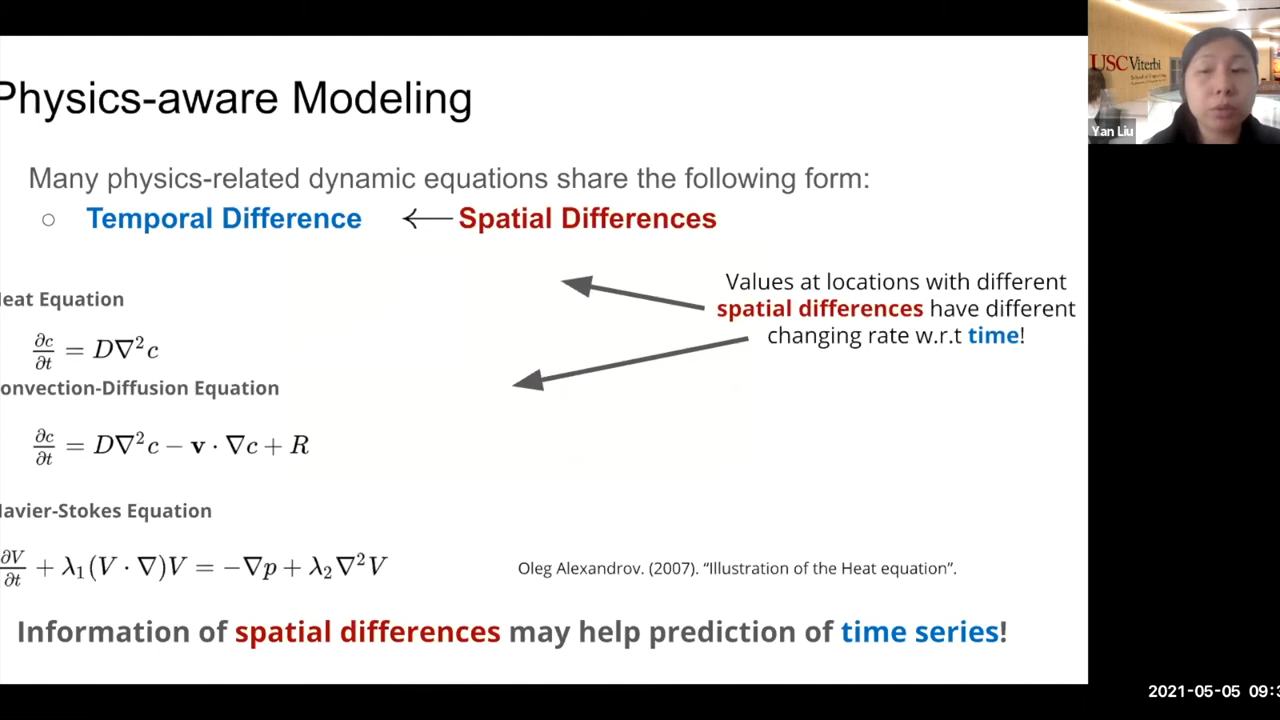 Physics-aware Modeling
Many physics-related dynamic equations share the following form:
○ Temporal Difference ← Spatial Differences
Values at locations with different
spatial differences have different
changing rate w.r.t time!
eat Equation
∂c/∂t = D∇²c
onvection-Diffusion Equation
∂c/∂t = D∇²c − v · ∇c + R
avier-Stokes Equation
∂V/∂t + λ₁(V · ∇)V = −∇p + λ₂∇²V
Oleg Alexandrov. (2007). “Illustration of the Heat equation”.
Information of spatial differences may help prediction of time series!
USC Viterbi
Yan Liu
2021-05-05 09:3